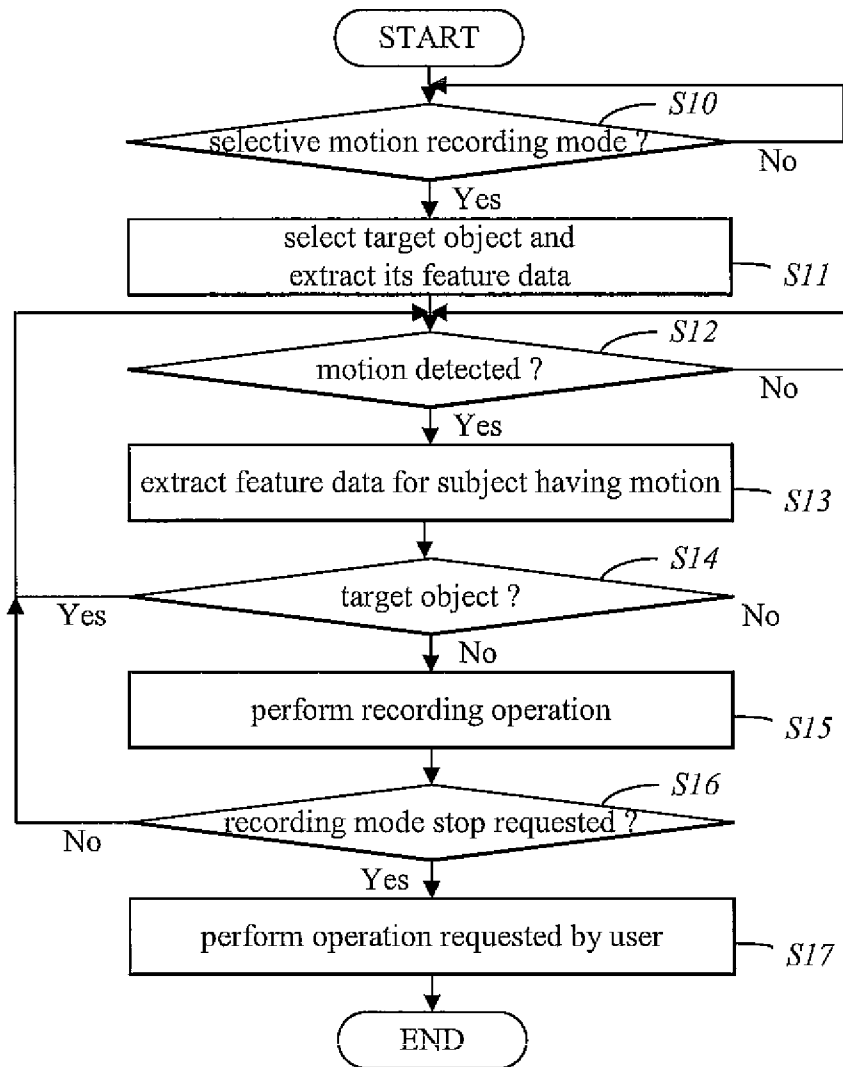 START
S10
selective motion recording mode ?
No
Yes
select target object and
extract its feature data
S11
S12
motion detected ?
No
Yes
extract feature data for subject having motion
S13
S14
target object ?
Yes
No
No
perform recording operation
S15
S16
recording mode stop requested ?
No
Yes
perform operation requested by user
S17
END